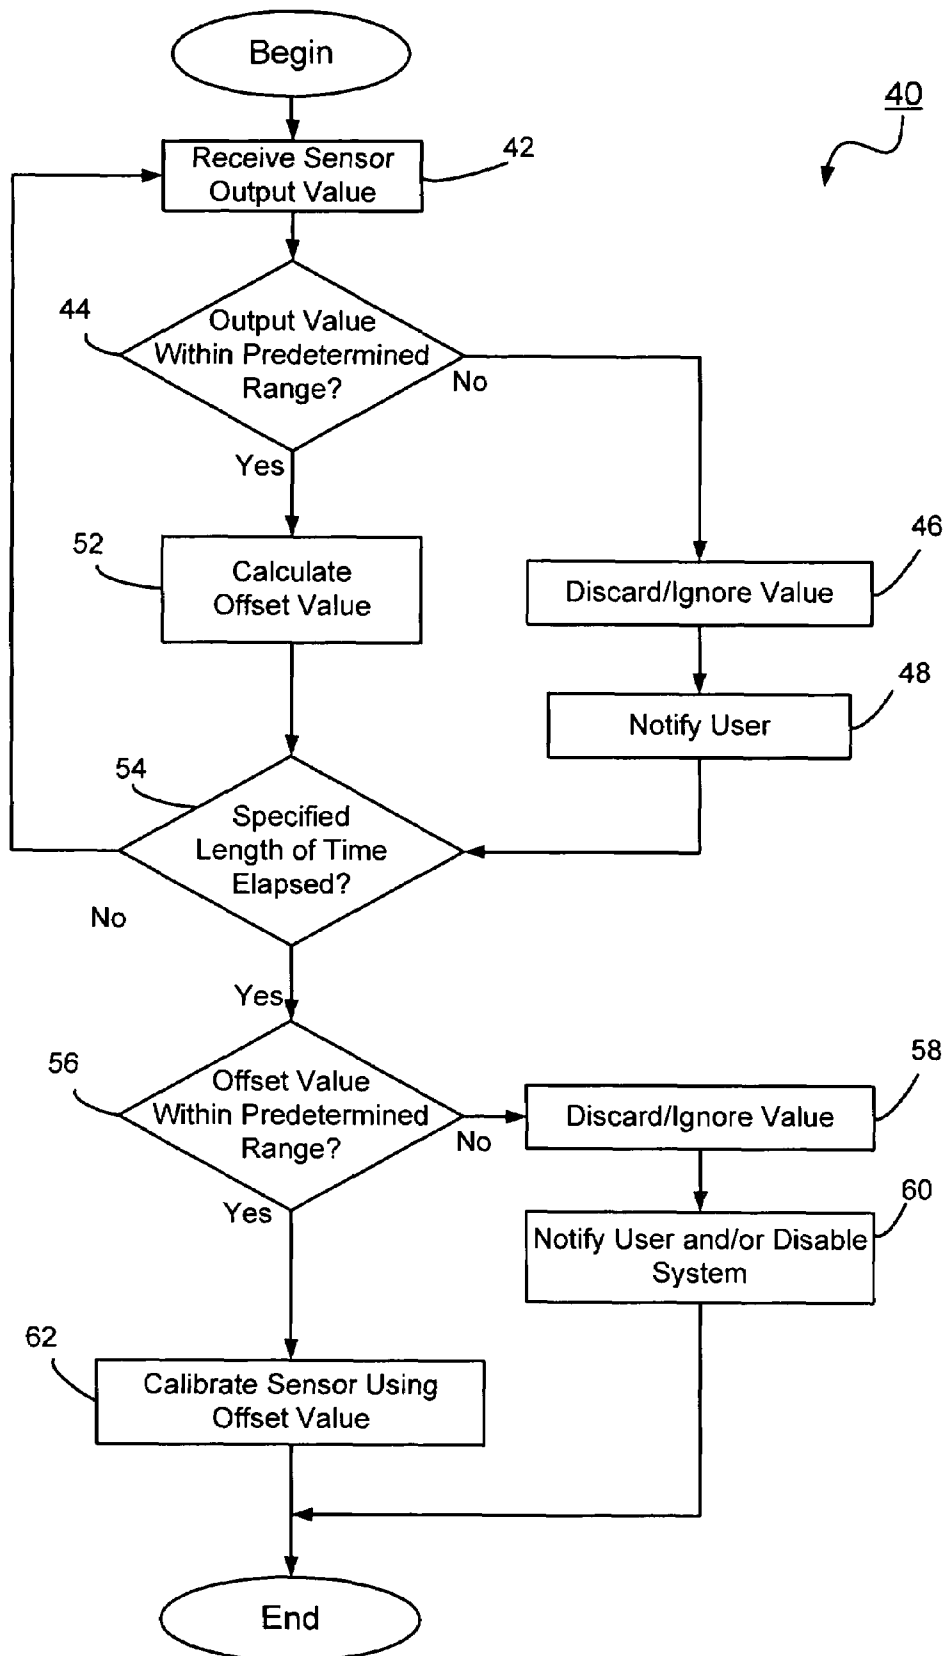 Begin
40
Receive Sensor
Output Value
42
44
Output Value
Within Predetermined
Range?
No
Yes
52
Calculate
Offset Value
46
Discard/Ignore Value
48
Notify User
54
Specified
Length of Time
Elapsed?
No
Yes
56
Offset Value
Within Predetermined
Range?
No
Yes
58
Discard/Ignore Value
60
Notify User and/or Disable
System
62
Calibrate Sensor Using
Offset Value
End